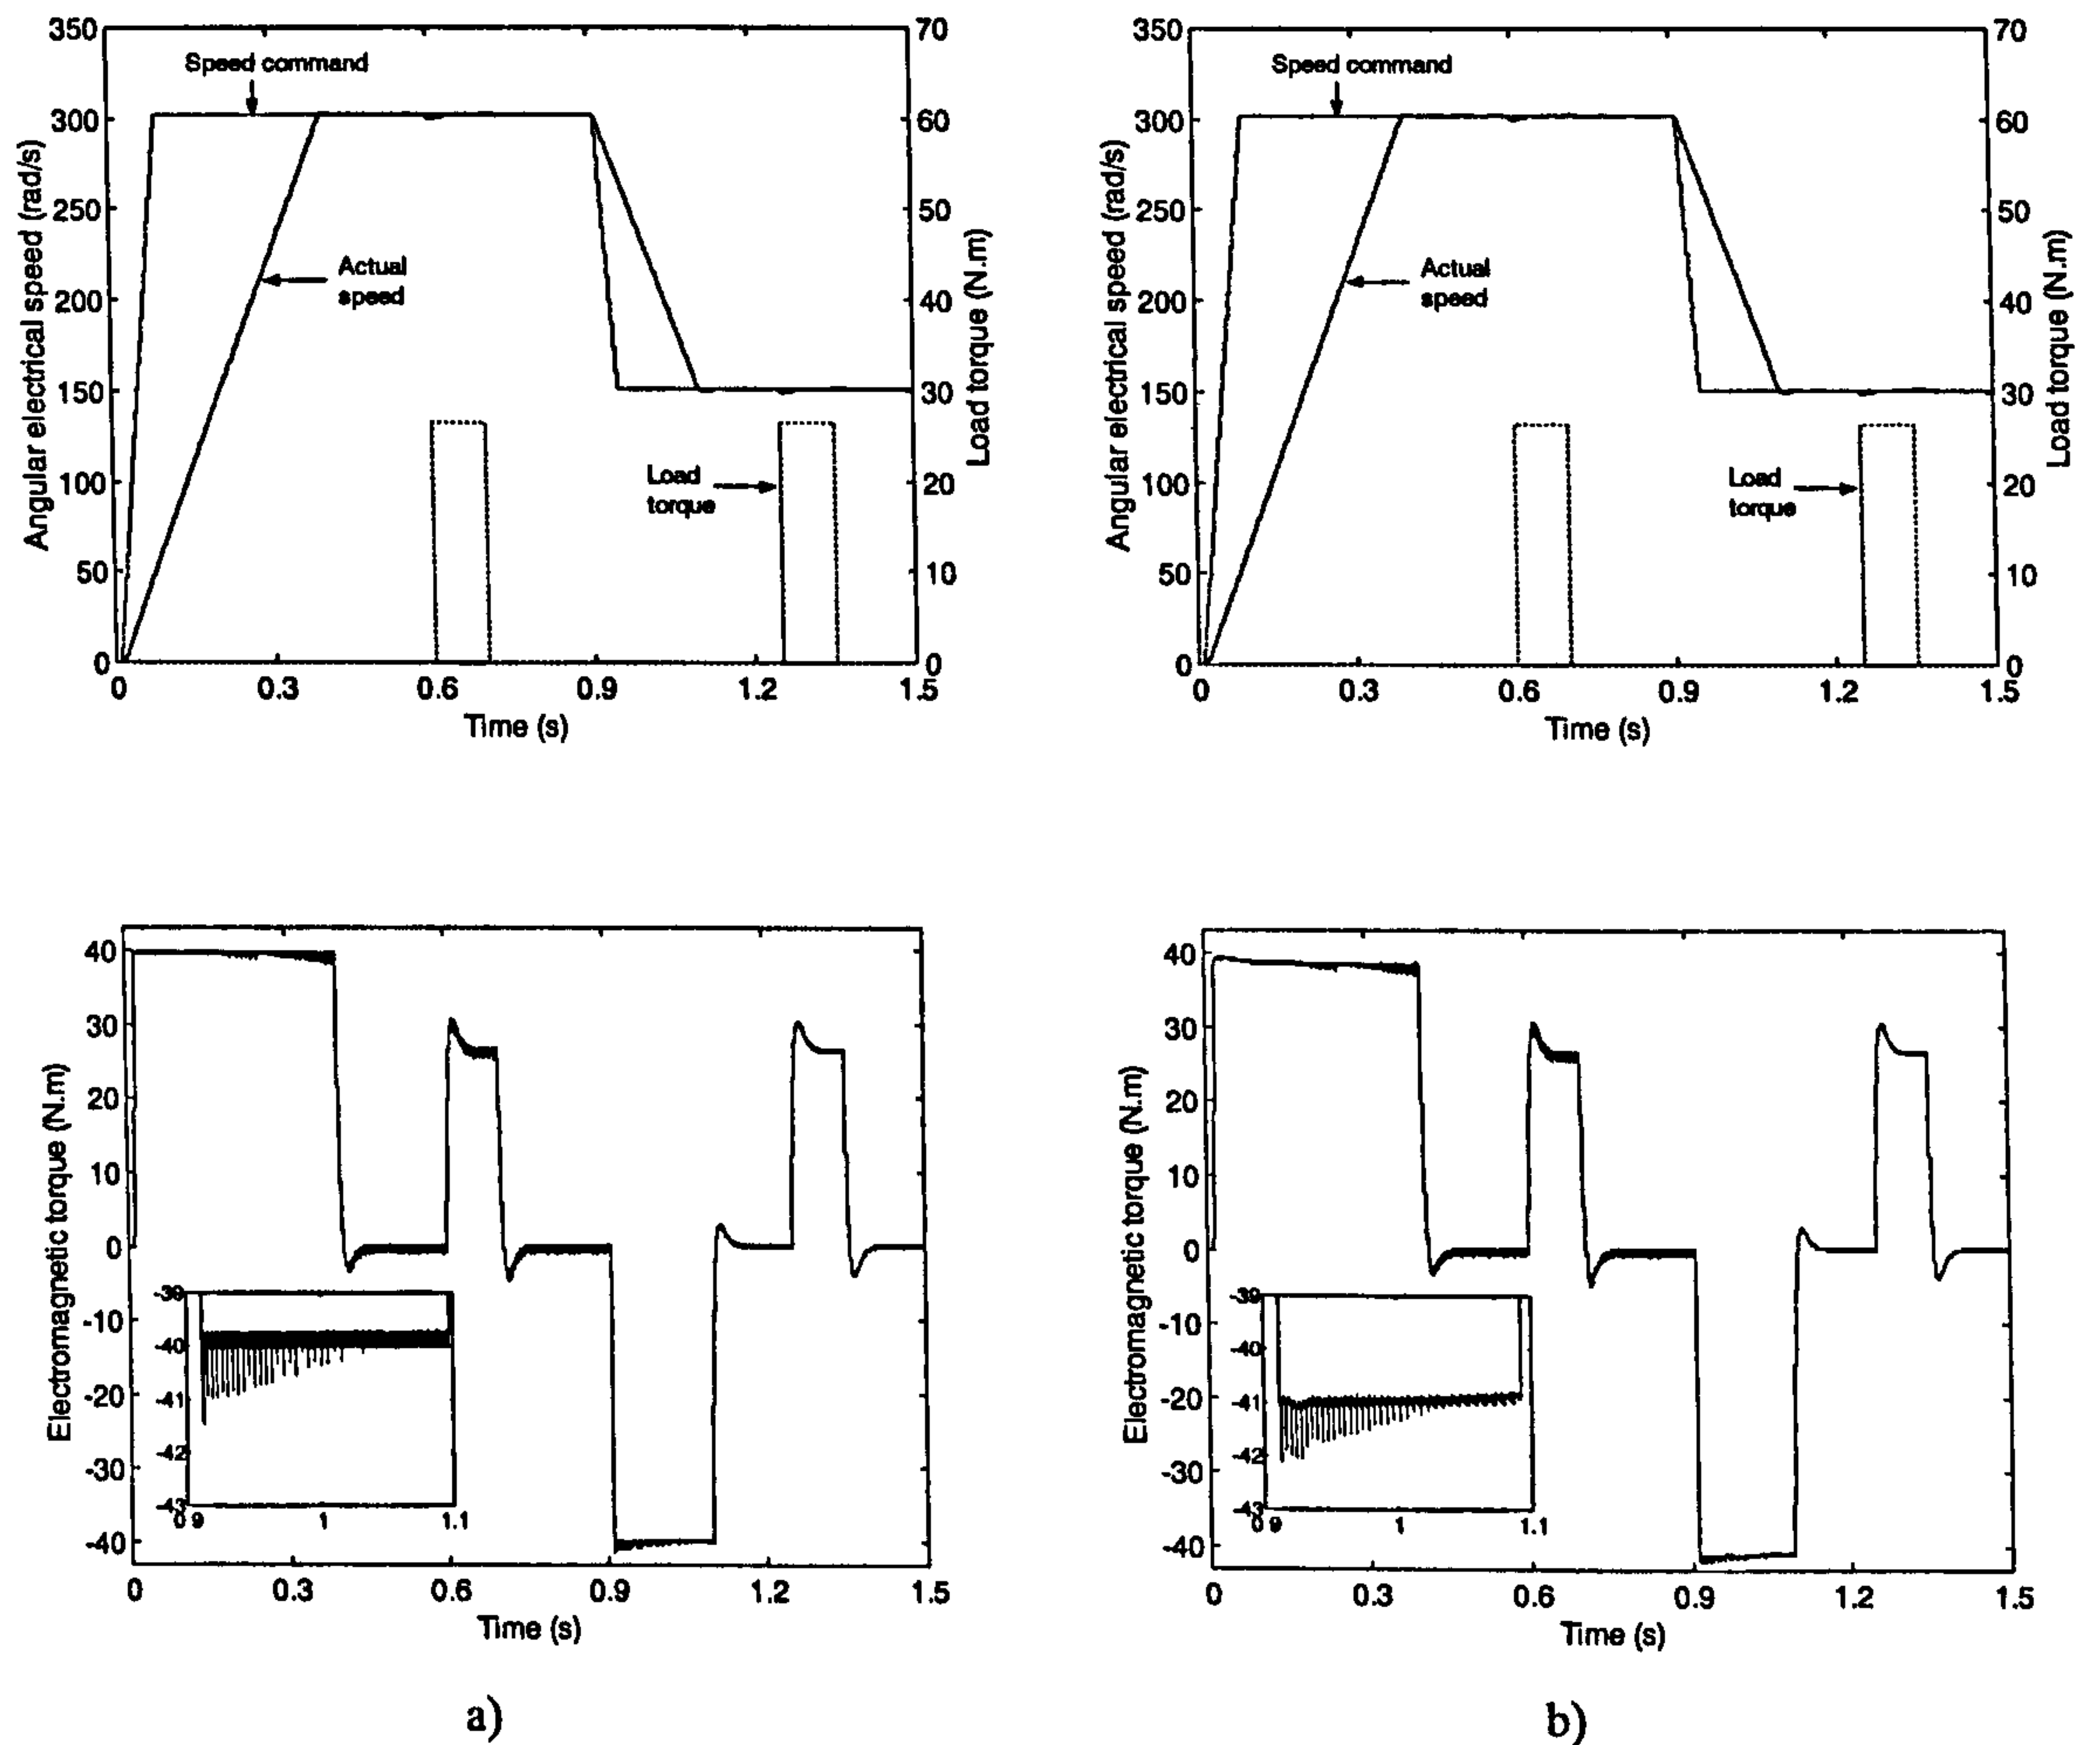 350
300
250
200
150
100
50
0
70
60
50
40
30
20
10
0
Speed command
Actual
speed
Load
torque
Angular electrical speed (rad/s)
Load torque (N.m)
0 0.3 0.6 0.9 1.2 1.5
Time (s)
350
300
250
200
150
100
50
0
70
60
50
40
30
20
10
0
Speed command
Actual
speed
Load
torque
Angular electrical speed (rad/s)
Load torque (N.m)
0 0.3 0.6 0.9 1.2 1.5
Time (s)
40
30
20
10
0
-10
-20
-30
-40
Electromagnetic torque (N.m)
-39
-40
-41
-42
-43
0.9 1 1.1
0 0.3 0.6 0.9 1.2 1.5
Time (s)
40
30
20
10
0
-10
-20
-30
-40
Electromagnetic torque (N.m)
-39
-40
-41
-42
-43
0.9 1 1.1
0 0.3 0.6 0.9 1.2 1.5
Time (s)
a)
b)